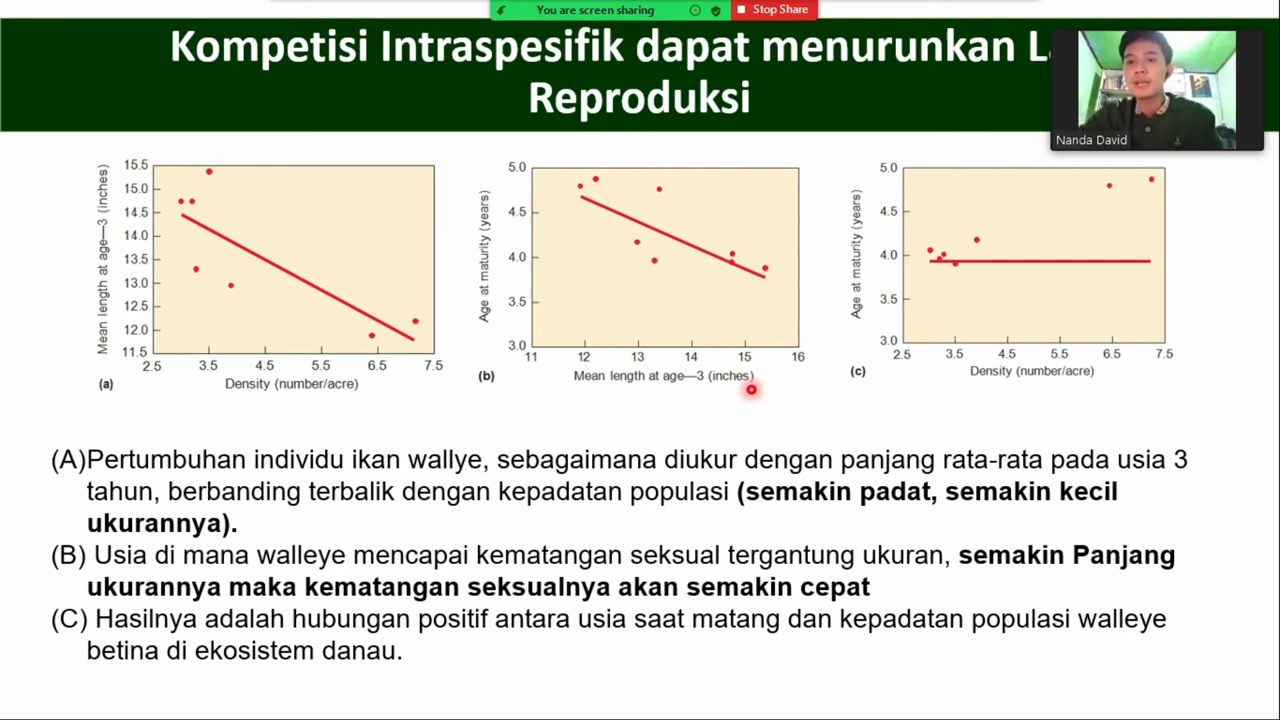 You are screen sharing
Stop Share
Kompetisi Intraspesifik dapat menurunkan
Reproduksi
Nanda David
Mean length at age—3 (inches)
15.5
15.0
14.5
14.0
13.5
13.0
12.5
12.0
11.5
2.5 3.5 4.5 5.5 6.5 7.5
(a) Density (number/acre)
Age at maturity (years)
5.0
4.5
4.0
3.5
3.0
11 12 13 14 15 16
(b) Mean length at age—3 (inches)
Age at maturity (years)
5.0
4.5
4.0
3.5
3.0
2.5 3.5 4.5 5.5 6.5 7.5
(c) Density (number/acre)
(A)Pertumbuhan individu ikan wallye, sebagaimana diukur dengan panjang rata-rata pada usia 3
tahun, berbanding terbalik dengan kepadatan populasi (semakin padat, semakin kecil
ukurannya).
(B) Usia di mana walleye mencapai kematangan seksual tergantung ukuran, semakin Panjang
ukurannya maka kematangan seksualnya akan semakin cepat
(C) Hasilnya adalah hubungan positif antara usia saat matang dan kepadatan populasi walleye
betina di ekosistem danau.